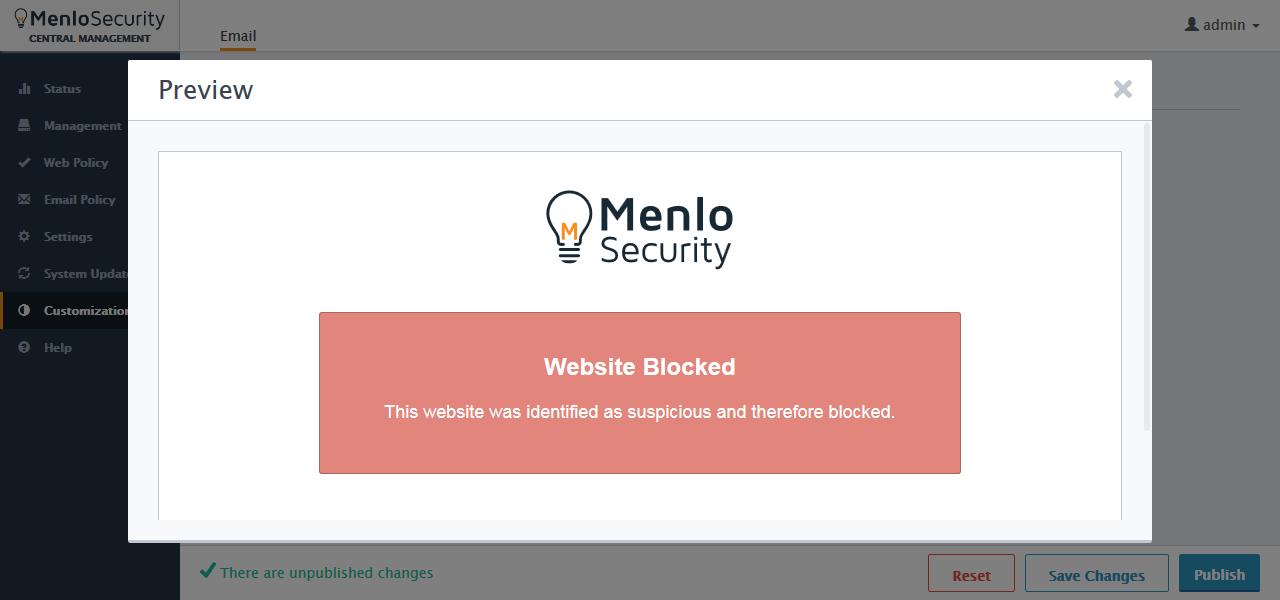 MenloSecurity
CENTRAL MANAGEMENT
Email
admin
Status
Management
Web Policy
Email Policy
Settings
System Updat
Customization
Help
Preview
M
Menlo
Security
Website Blocked
This website was identified as suspicious and therefore blocked.
There are unpublished changes
Reset
Save Changes
Publish